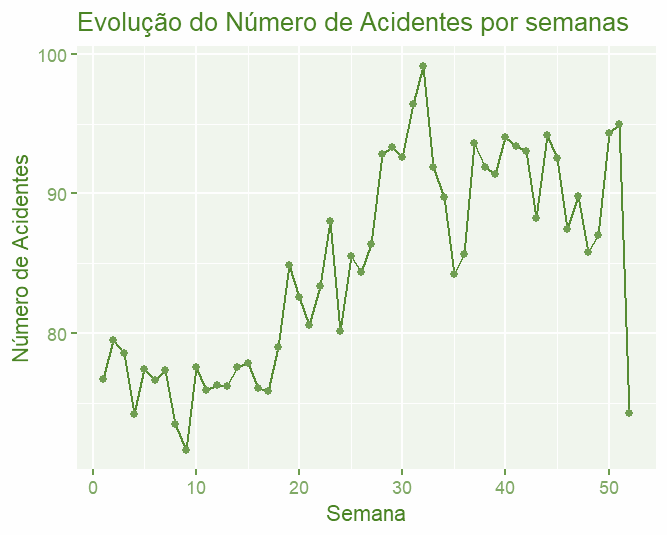 Evolução do Número de Acidentes por semanas
Número de Acidentes
100
90
80
0 10 20 30 40 50
Semana